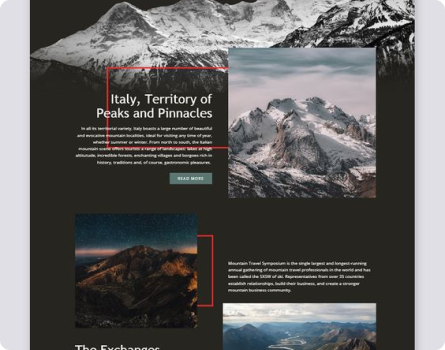 Italy, Territory of
Peaks and Pinnacles
In all its territorial variety, Italy boasts a large number of beautiful
and evocative mountain localities, ideal for visiting any time of year,
whether summer or winter. From north to south, the Italian
mountain scene offers tourists a range of landscapes: lakes at high
altitude, incredible forests, enchanting villages and bourgees rich in
history, traditions and, of course, gastronomic pleasures.
READ MORE
Mountain Travel Symposium is the single largest and longest-running
annual gathering of mountain travel professionals in the world and has
been called the SXSW of ski. Representatives from over 35 countries
establish relationships, build their business, and create a stronger
mountain business community.
The Exchanges